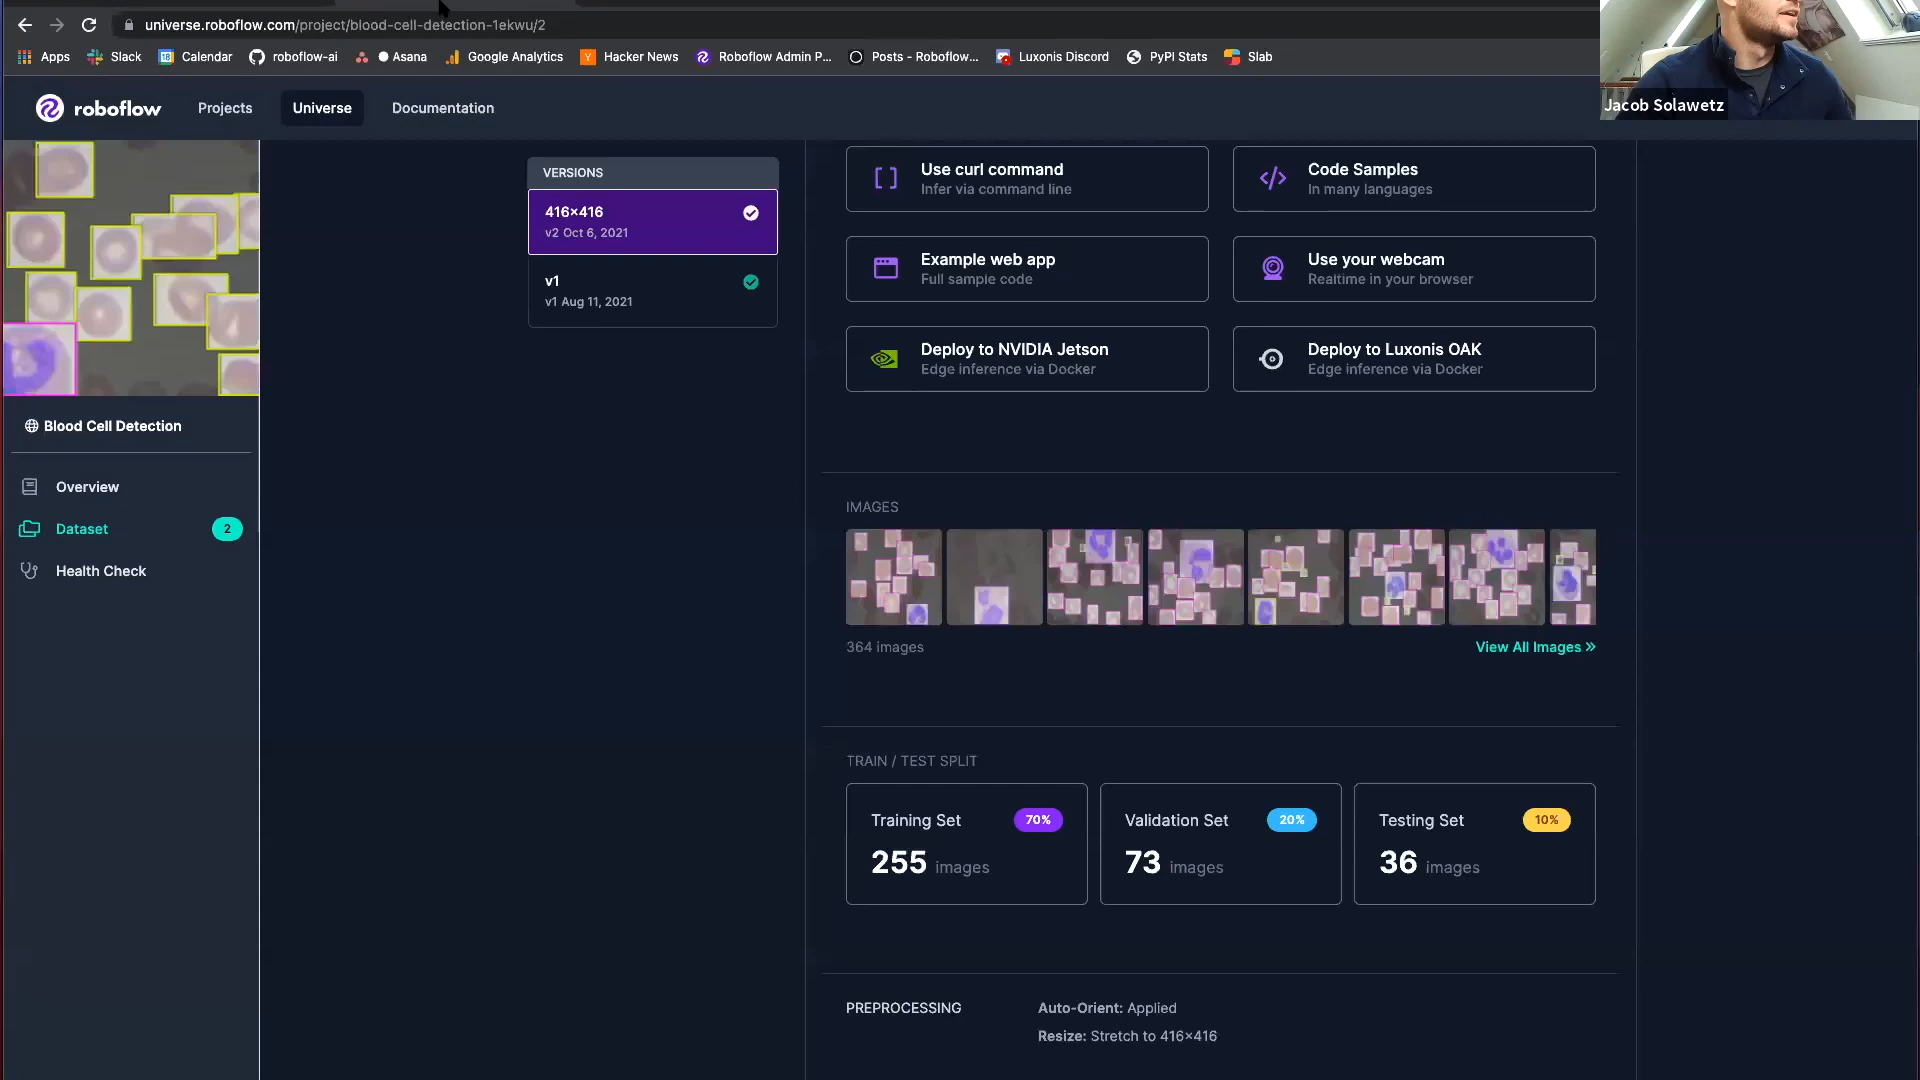 universe.roboflow.com/project/blood-cell-detection-1ekwu/2
Apps Slack Calendar roboflow-ai Asana Google Analytics Hacker News Roboflow Admin P... Posts - Roboflow... Luxonis Discord PyPI Stats Slab
Jacob Solawetz
roboflow Projects Universe Documentation
Blood Cell Detection
Overview
Dataset 2
Health Check
VERSIONS
416×416
v2 Oct 6, 2021
v1
v1 Aug 11, 2021
Use curl command
Infer via command line
Code Samples
In many languages
Example web app
Full sample code
Use your webcam
Realtime in your browser
Deploy to NVIDIA Jetson
Edge inference via Docker
Deploy to Luxonis OAK
Edge inference via Docker
IMAGES
364 images
View All Images »
TRAIN / TEST SPLIT
Training Set 70%
255 images
Validation Set 20%
73 images
Testing Set 10%
36 images
PREPROCESSING
Auto-Orient: Applied
Resize: Stretch to 416×416